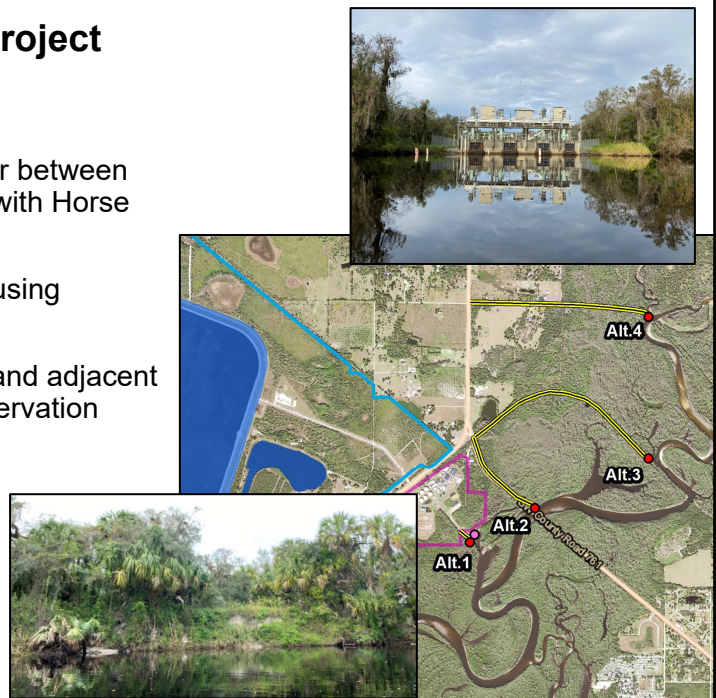 roject
r between
with Horse
using
and adjacent
ervation
Alt.4
Alt.3
Alt.2
Alt.1
County Road 761